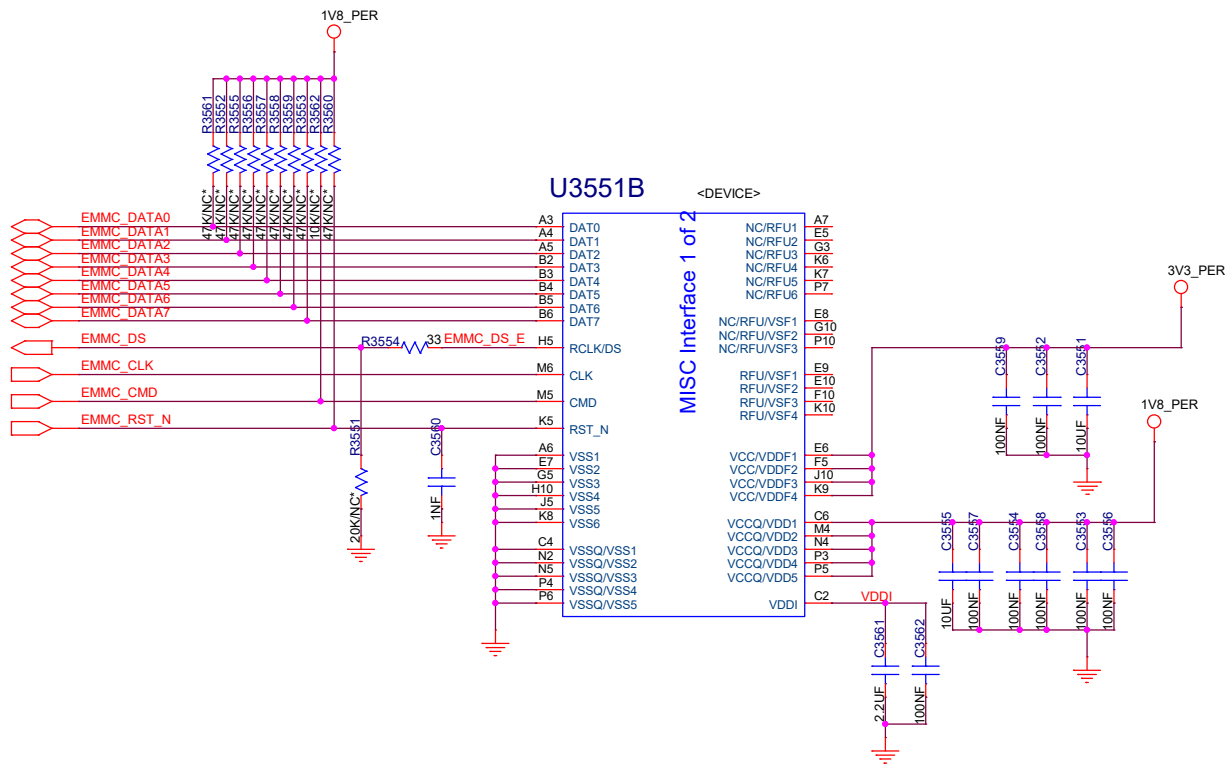 1V8_PER
R3561
R3552
R3555
R3556
R3557
R3558
R3559
R3553
R3562
R3560
47K/NC*
47K/NC*
47K/NC*
47K/NC*
47K/NC*
47K/NC*
47K/NC*
47K/NC*
10K/NC*
47K/NC*
U3551B
<DEVICE>
MISC Interface 1 of 2
EMMC_DATA0
A3 DAT0
EMMC_DATA1
A4 DAT1
EMMC_DATA2
A5 DAT2
EMMC_DATA3
B2 DAT3
EMMC_DATA4
B3 DAT4
EMMC_DATA5
B4 DAT5
EMMC_DATA6
B5 DAT6
EMMC_DATA7
B6 DAT7
EMMC_DS
R3554 33 EMMC_DS_E
H5 RCLK/DS
EMMC_CLK
M6 CLK
EMMC_CMD
M5 CMD
EMMC_RST_N
K5 RST_N
R3551
20K/NC*
C3560
1NF
A6 VSS1
E7 VSS2
G5 VSS3
H10 VSS4
J5 VSS5
K8 VSS6
C4 VSSQ/VSS1
N2 VSSQ/VSS2
N5 VSSQ/VSS3
P4 VSSQ/VSS4
P6 VSSQ/VSS5
NC/RFU1 A7
NC/RFU2 E5
NC/RFU3 G3
NC/RFU4 K6
NC/RFU5 K7
NC/RFU6 P7
NC/RFU/VSF1 E8
NC/RFU/VSF2 G10
NC/RFU/VSF3 P10
RFU/VSF1 E9
RFU/VSF2 E10
RFU/VSF3 F10
RFU/VSF4 K10
VCC/VDDF1 E6
VCC/VDDF2 F5
VCC/VDDF3 J10
VCC/VDDF4 K9
VCCQ/VDD1 C6
VCCQ/VDD2 M4
VCCQ/VDD3 N4
VCCQ/VDD4 P3
VCCQ/VDD5 P5
VDDI C2
VDDI
3V3_PER
C3559
100NF
C3552
100NF
C3551
10UF
1V8_PER
C3555
10UF
C3557
100NF
C3554
100NF
C3558
100NF
C3553
100NF
C3556
100NF
C3561
2.2UF
C3562
100NF